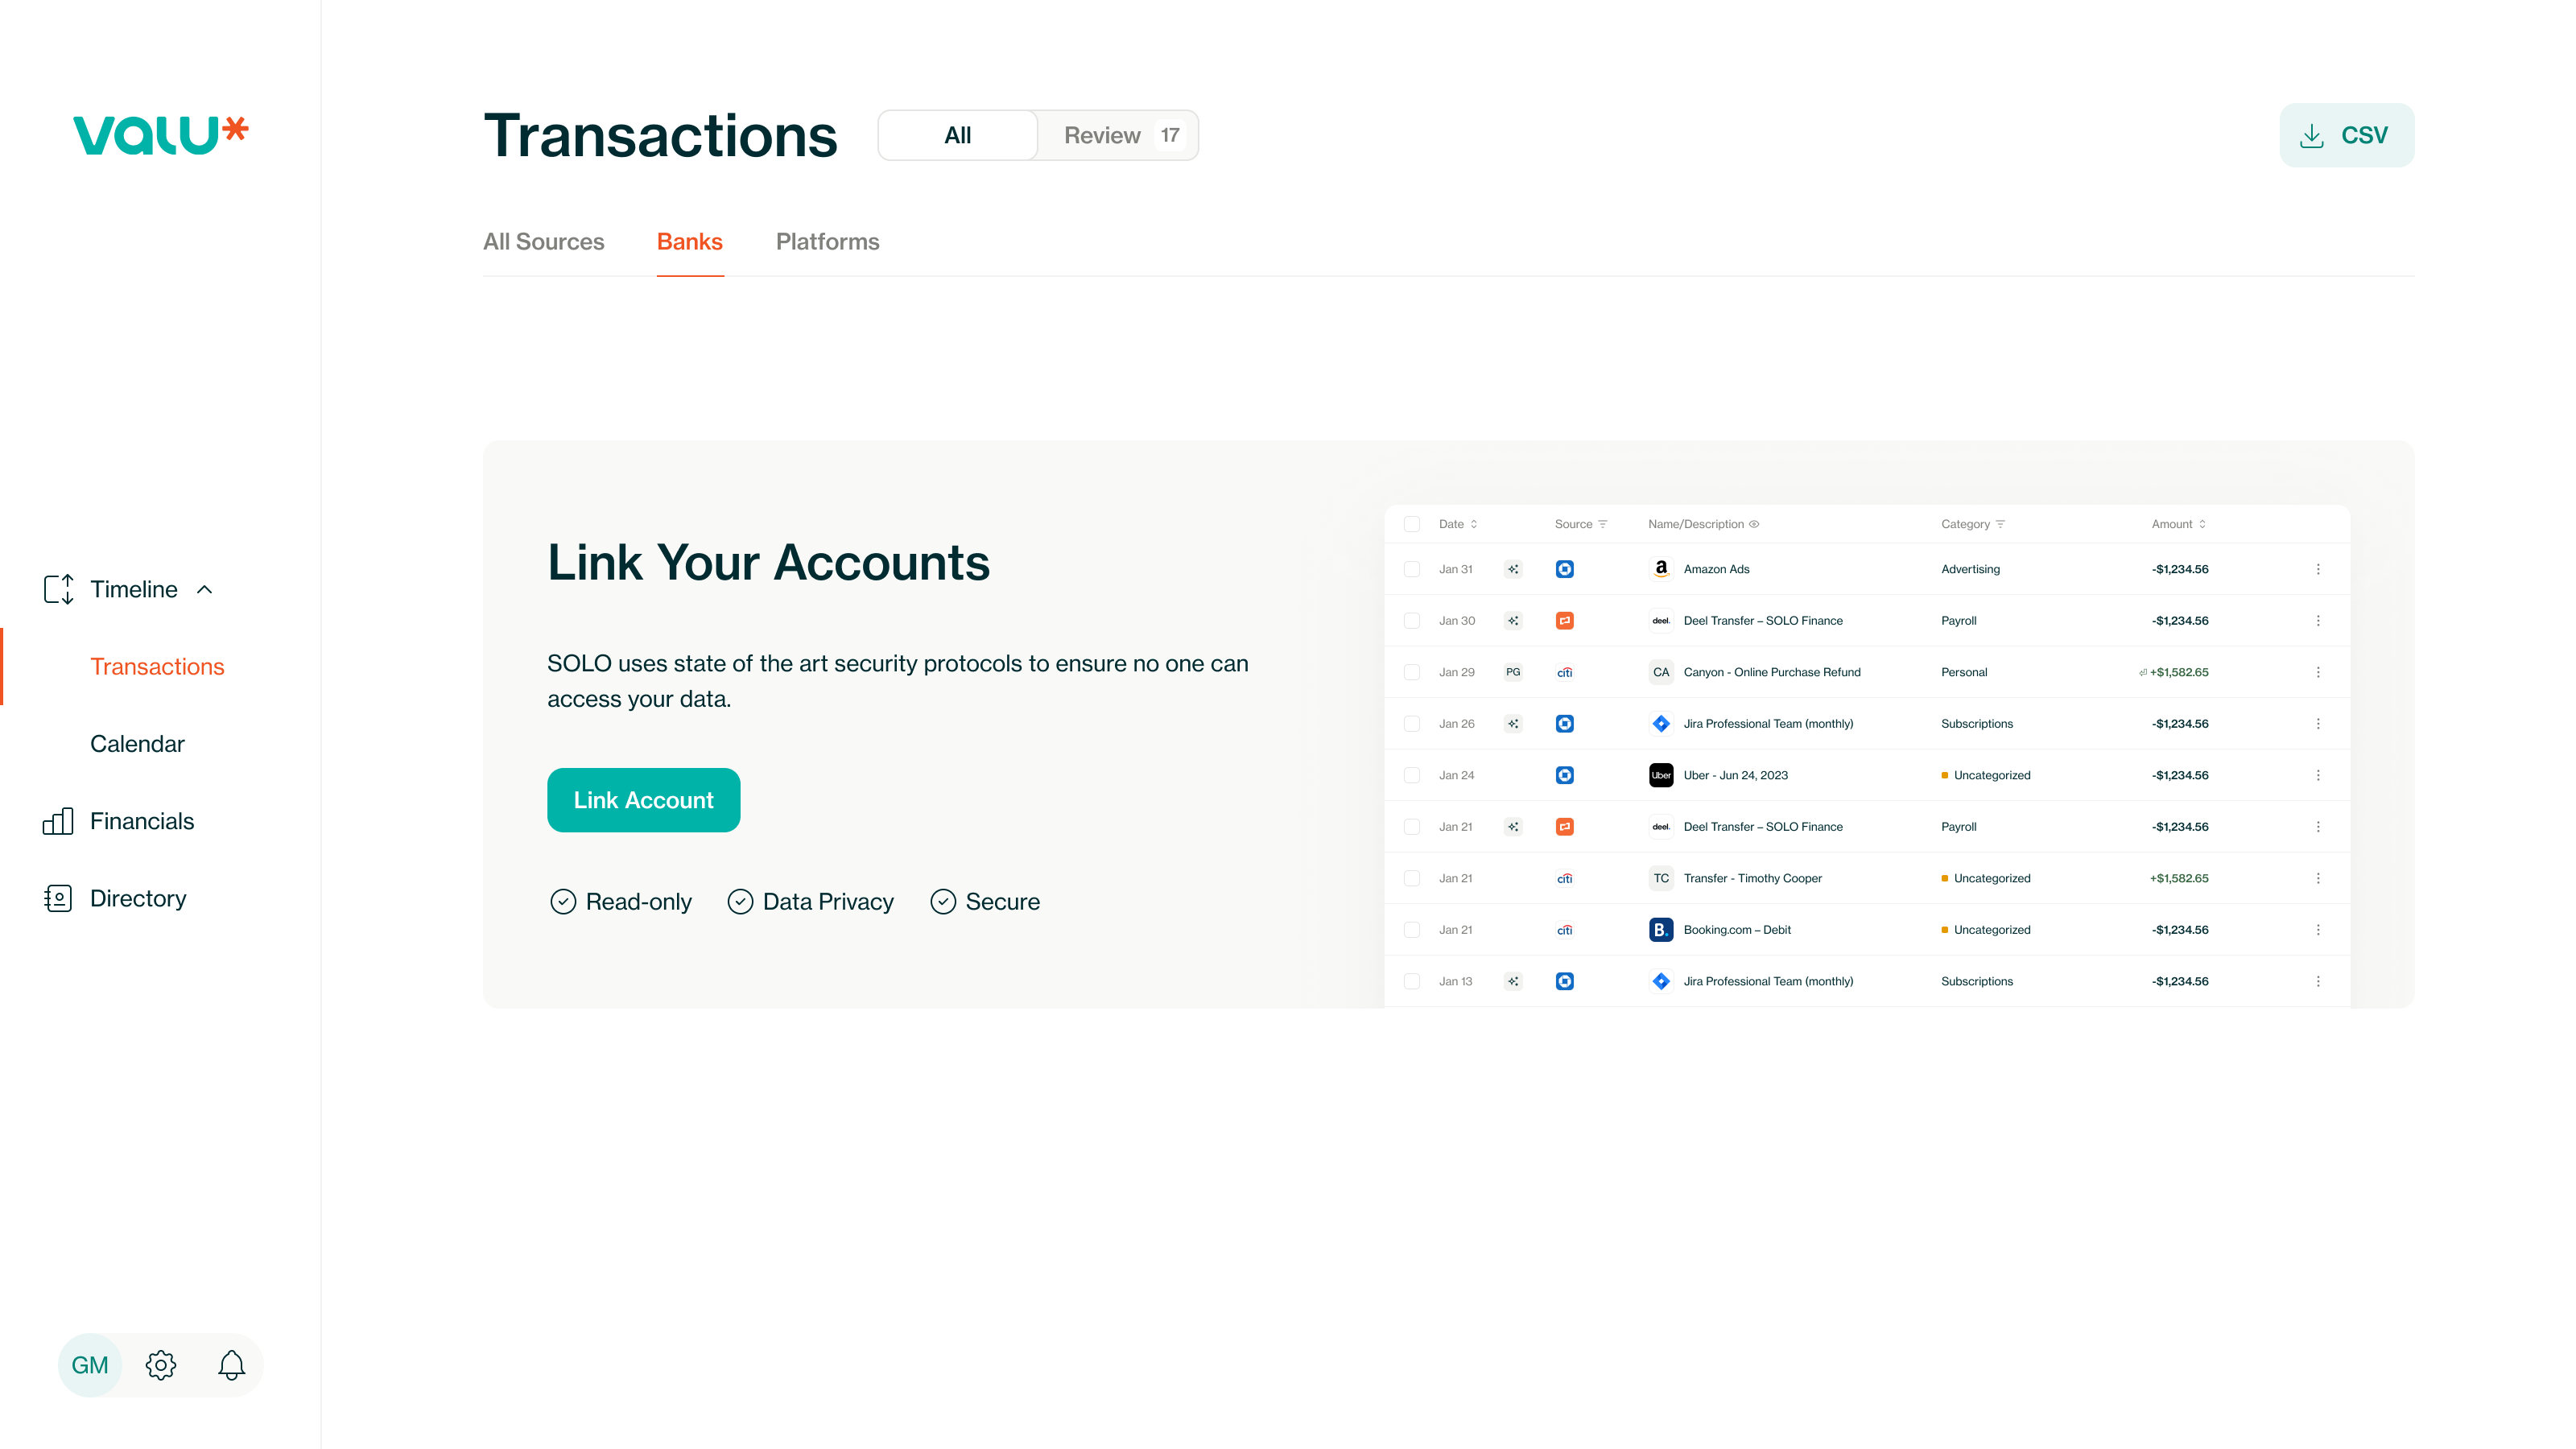 valu*
Transactions
All
Review 17
CSV
All Sources
Banks
Platforms
Timeline
Transactions
Calendar
Financials
Directory
GM
Link Your Accounts
SOLO uses state of the art security protocols to ensure no one can
access your data.
Link Account
Read-only
Data Privacy
Secure
Date Source Name/Description Category Amount
Jan 31 a Amazon Ads Advertising -$1,234.56
Jan 30 deel. Deel Transfer – SOLO Finance Payroll -$1,234.56
Jan 29 PG citi CA Canyon - Online Purchase Refund Personal +$1,582.65
Jan 26 Jira Professional Team (monthly) Subscriptions -$1,234.56
Jan 24 Uber Uber - Jun 24, 2023 Uncategorized -$1,234.56
Jan 21 deel. Deel Transfer – SOLO Finance Payroll -$1,234.56
Jan 21 citi TC Transfer - Timothy Cooper Uncategorized +$1,582.65
Jan 21 citi B. Booking.com – Debit Uncategorized -$1,234.56
Jan 13 Jira Professional Team (monthly) Subscriptions -$1,234.56